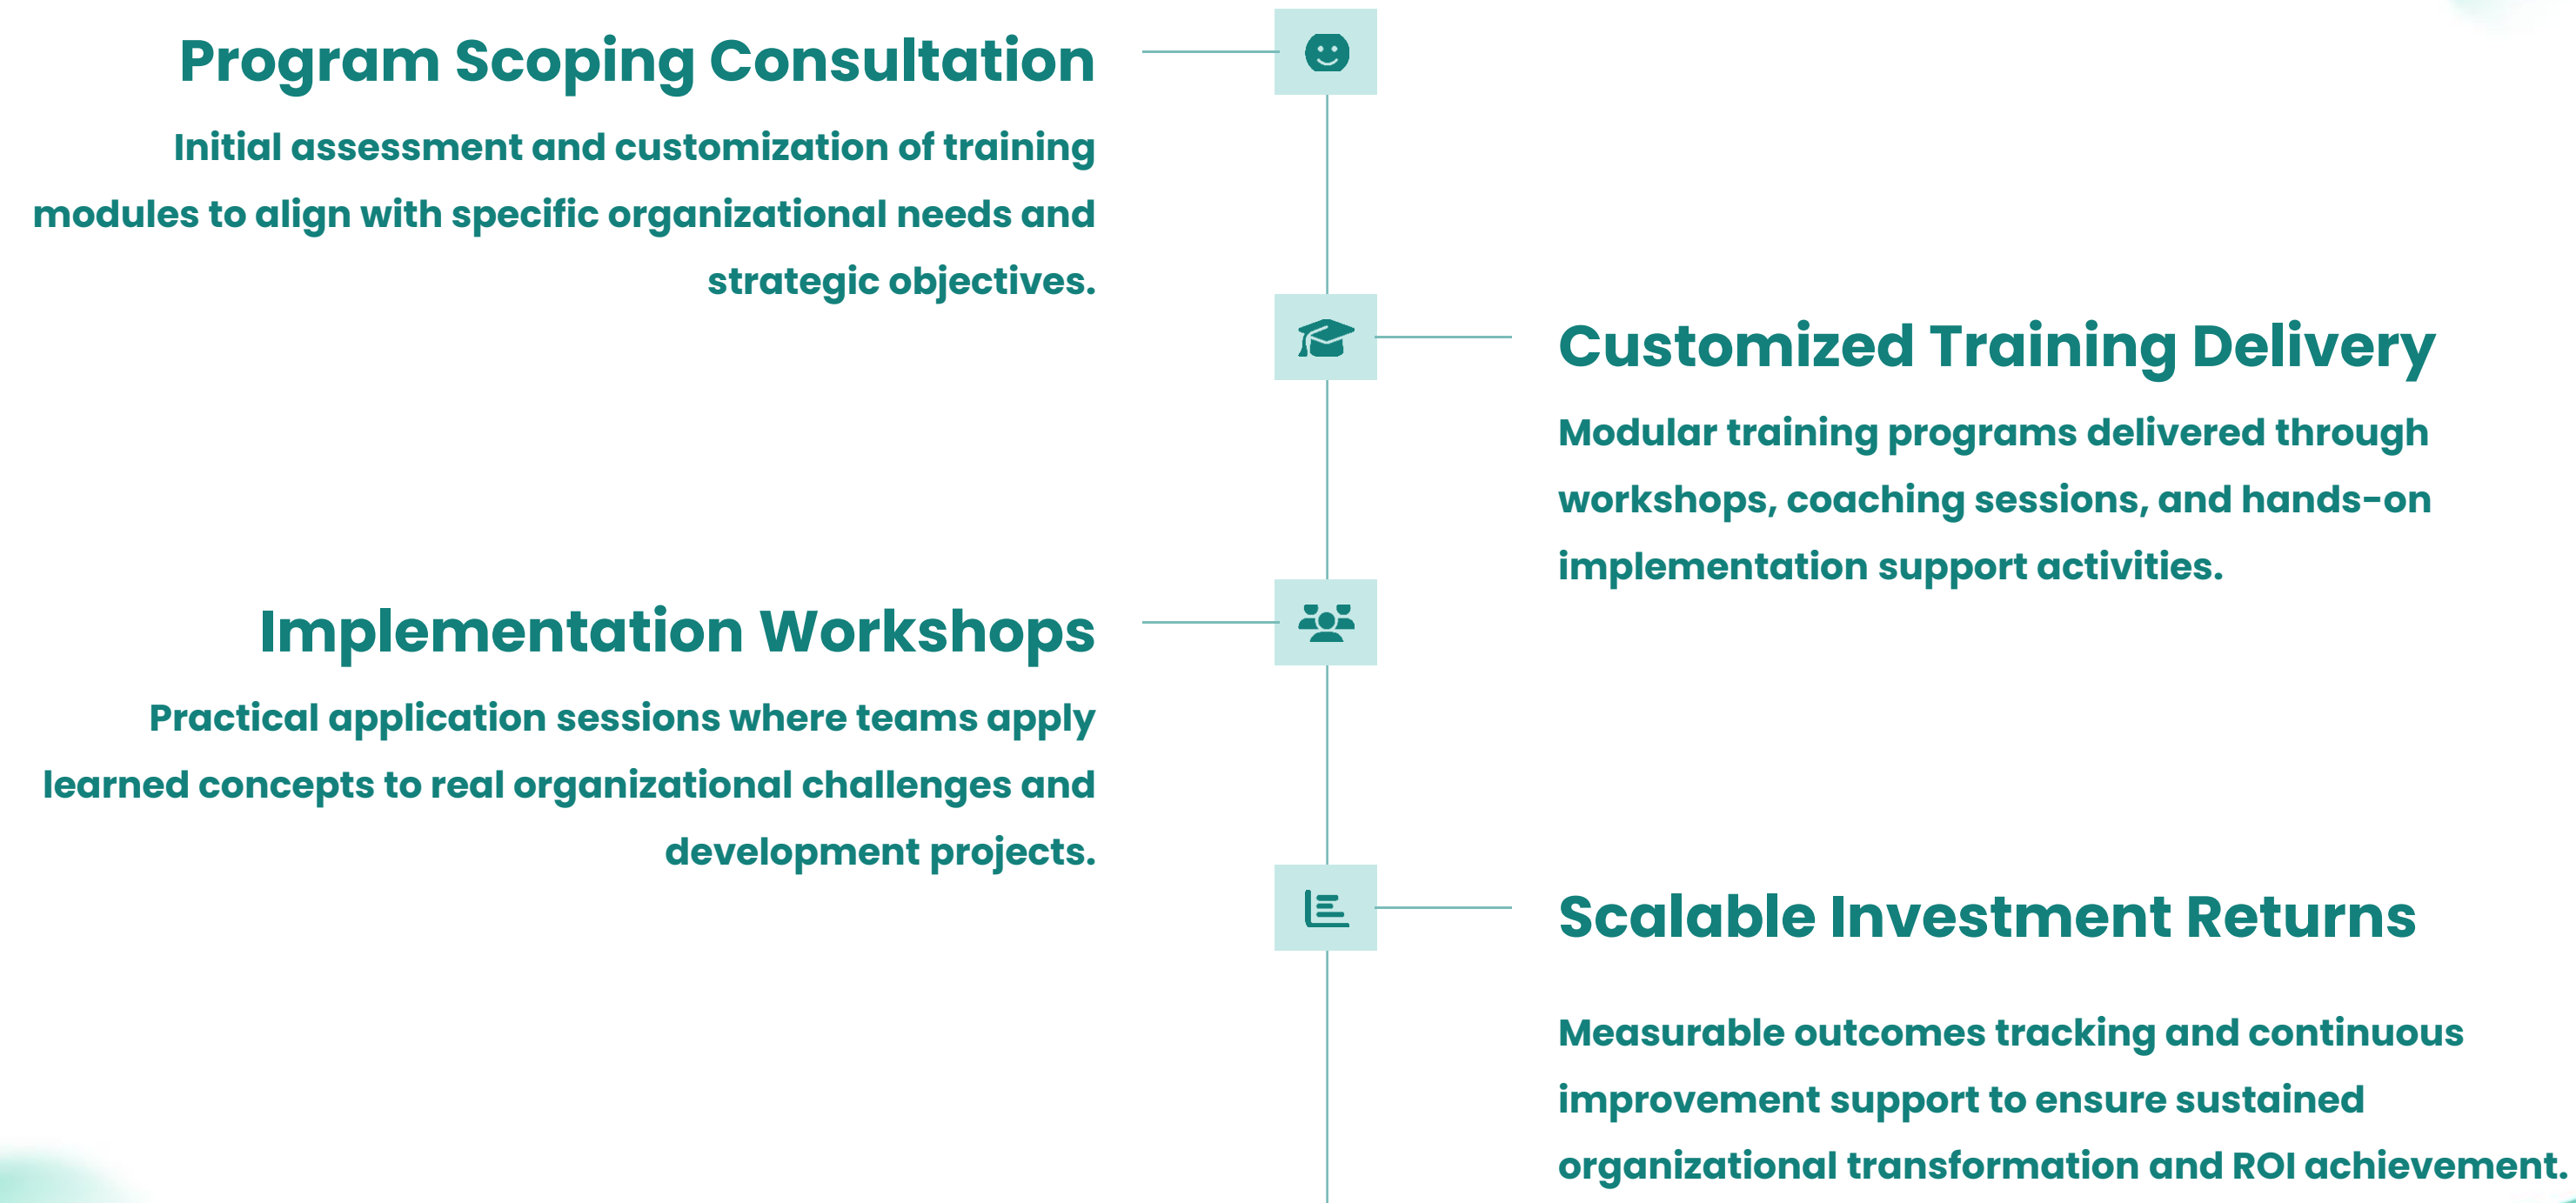 Program Scoping Consultation
Initial assessment and customization of training
modules to align with specific organizational needs and
strategic objectives.
Customized Training Delivery
Modular training programs delivered through
workshops, coaching sessions, and hands-on
implementation support activities.
Implementation Workshops
Practical application sessions where teams apply
learned concepts to real organizational challenges and
development projects.
Scalable Investment Returns
Measurable outcomes tracking and continuous
improvement support to ensure sustained
organizational transformation and ROI achievement.